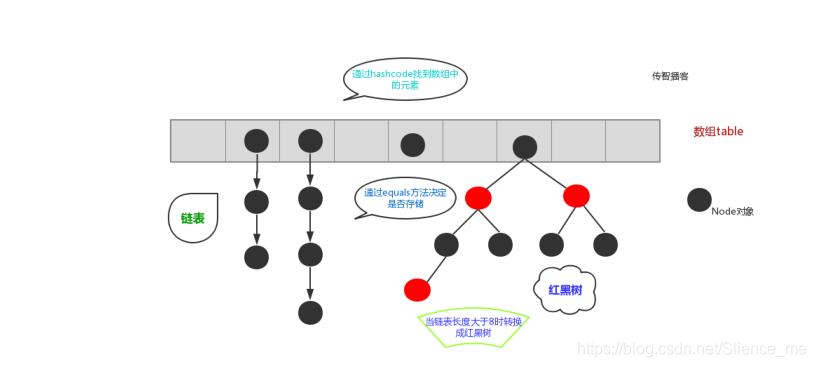 通过hashcode找到数组中
的元素
传智播客
数组table
链表
通过equals方法决定
是否存储
Node对象
红黑树
当链表长度大于8时转换
成红黑树
https://blog.csdn.net/Slience_me